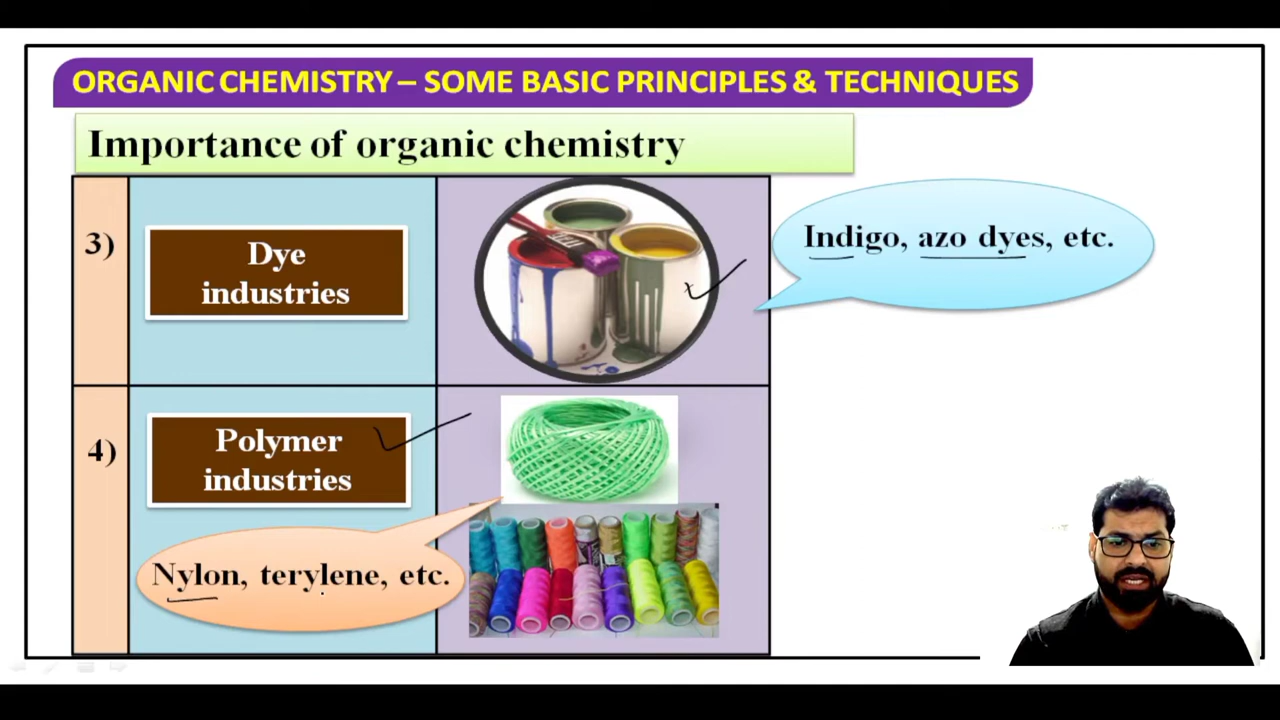 ORGANIC CHEMISTRY – SOME BASIC PRINCIPLES & TECHNIQUES
Importance of organic chemistry
3)
Dye
industries
Indigo, azo dyes, etc.
4)
Polymer
industries
Nylon, terylene, etc.